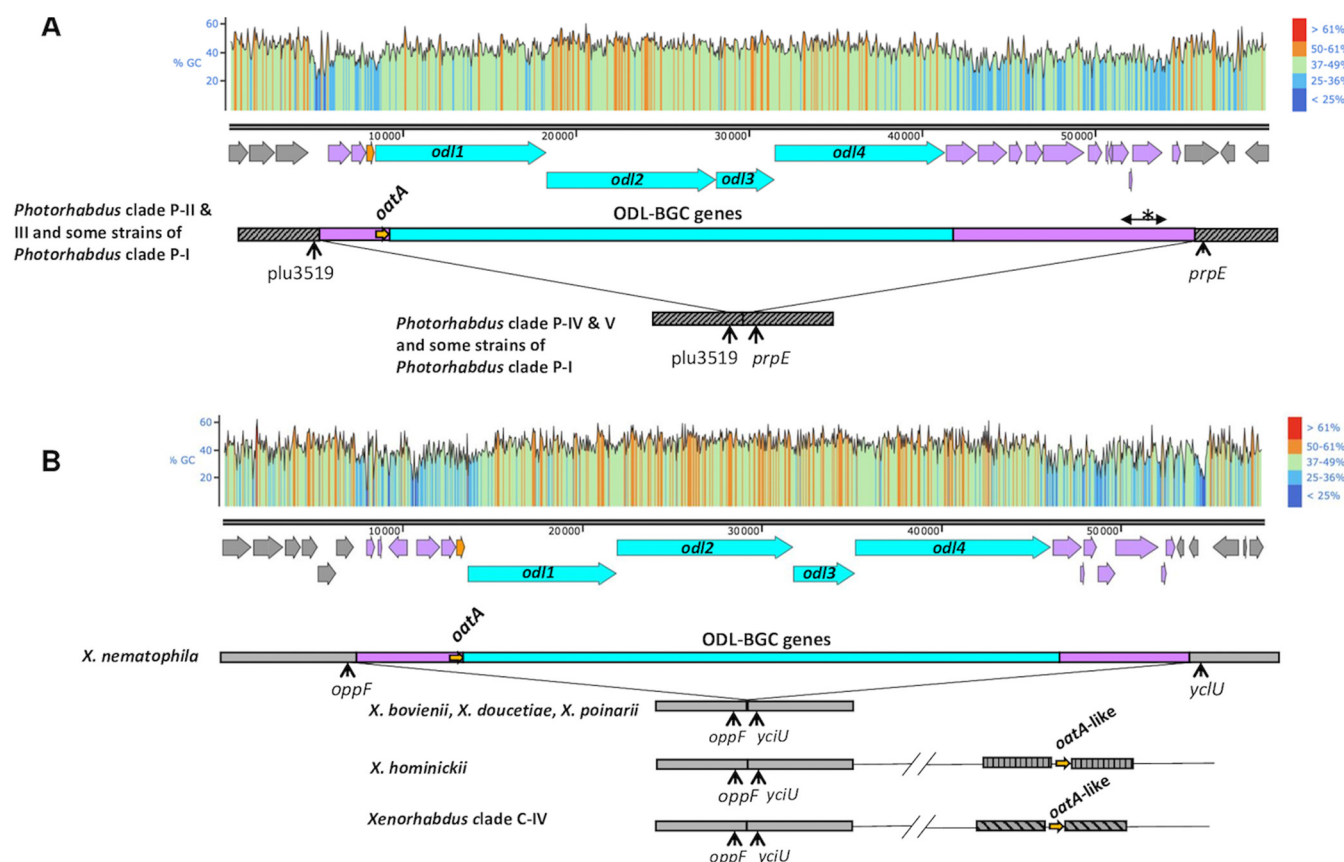 A
60
40
% GC
20
> 61%
50-61%
37-49%
25-36%
< 25%
10000 20000 30000 40000 50000
odl1 odl4
odl2 odl3
oatA
Photorhabdus clade P-II &
III and some strains of
Photorhabdus clade P-I
ODL-BGC genes
*
plu3519 prpE
Photorhabdus clade P-IV & V
and some strains of
Photorhabdus clade P-I
plu3519 prpE
B
60
40
% GC
20
> 61%
50-61%
37-49%
25-36%
< 25%
10000 20000 30000 40000 50000
odl2 odl4
odl1 odl3
oatA
ODL-BGC genes
X. nematophila
oppF yclU
X. bovienii, X. doucetiae, X. poinarii
oppF yciU
oatA-like
X. hominickii
oppF yciU
oatA-like
Xenorhabdus clade C-IV
oppF yciU